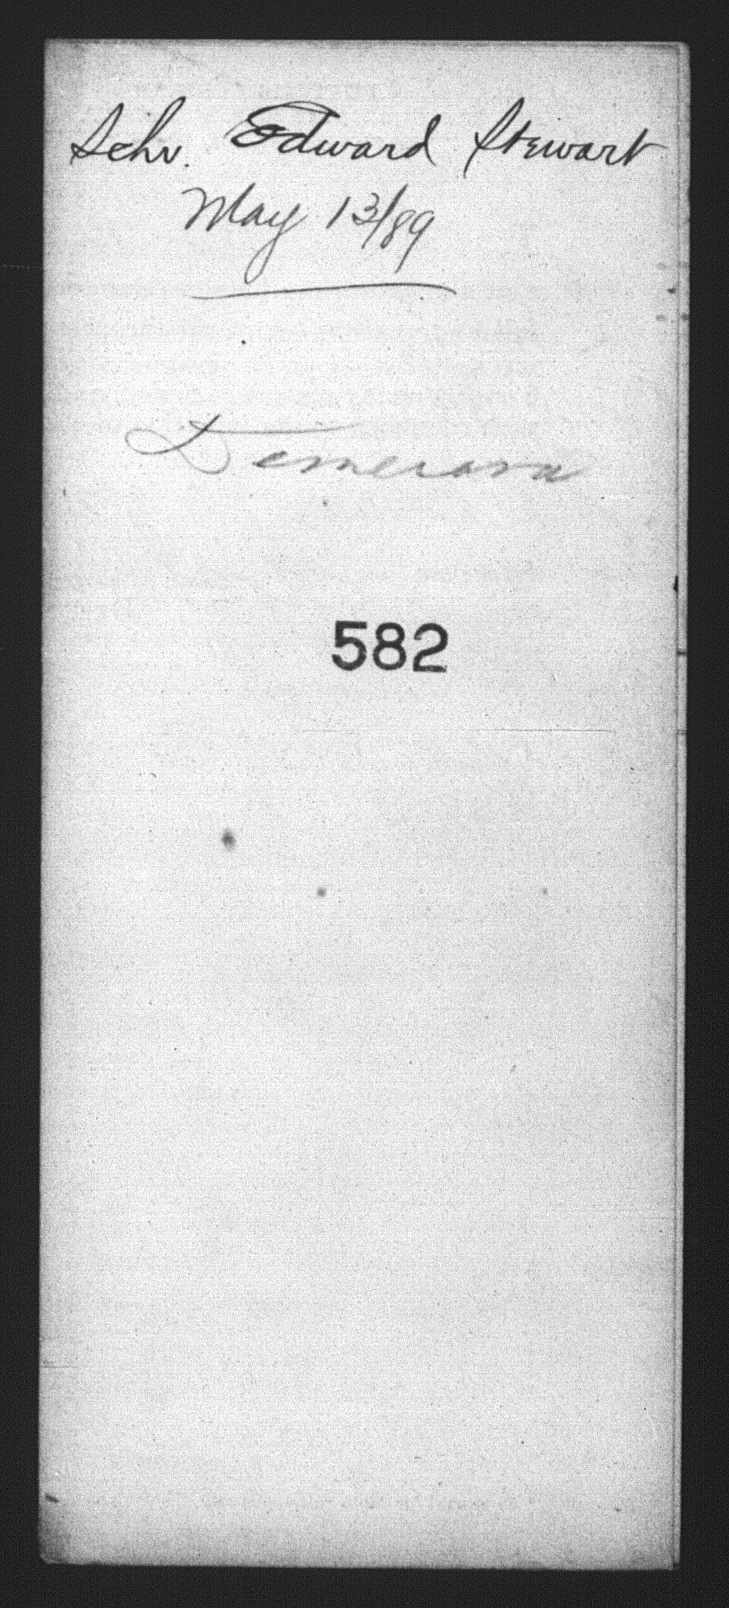 Schr. Edward Stewart
May 13/89
Demerara
582